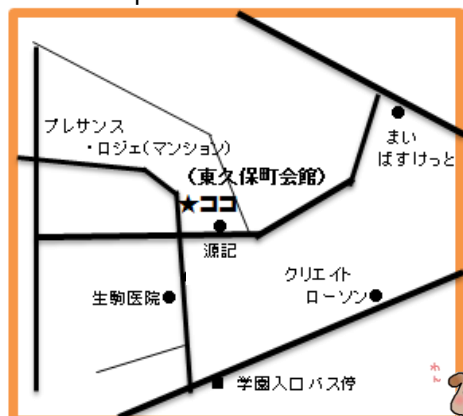 プレサンス
・ロジェ(マンション)
まい
ばすけっと
(東久保町会館)
★ココ
源記
クリエイト
ローソン
生駒医院
学園入口バス停
わん